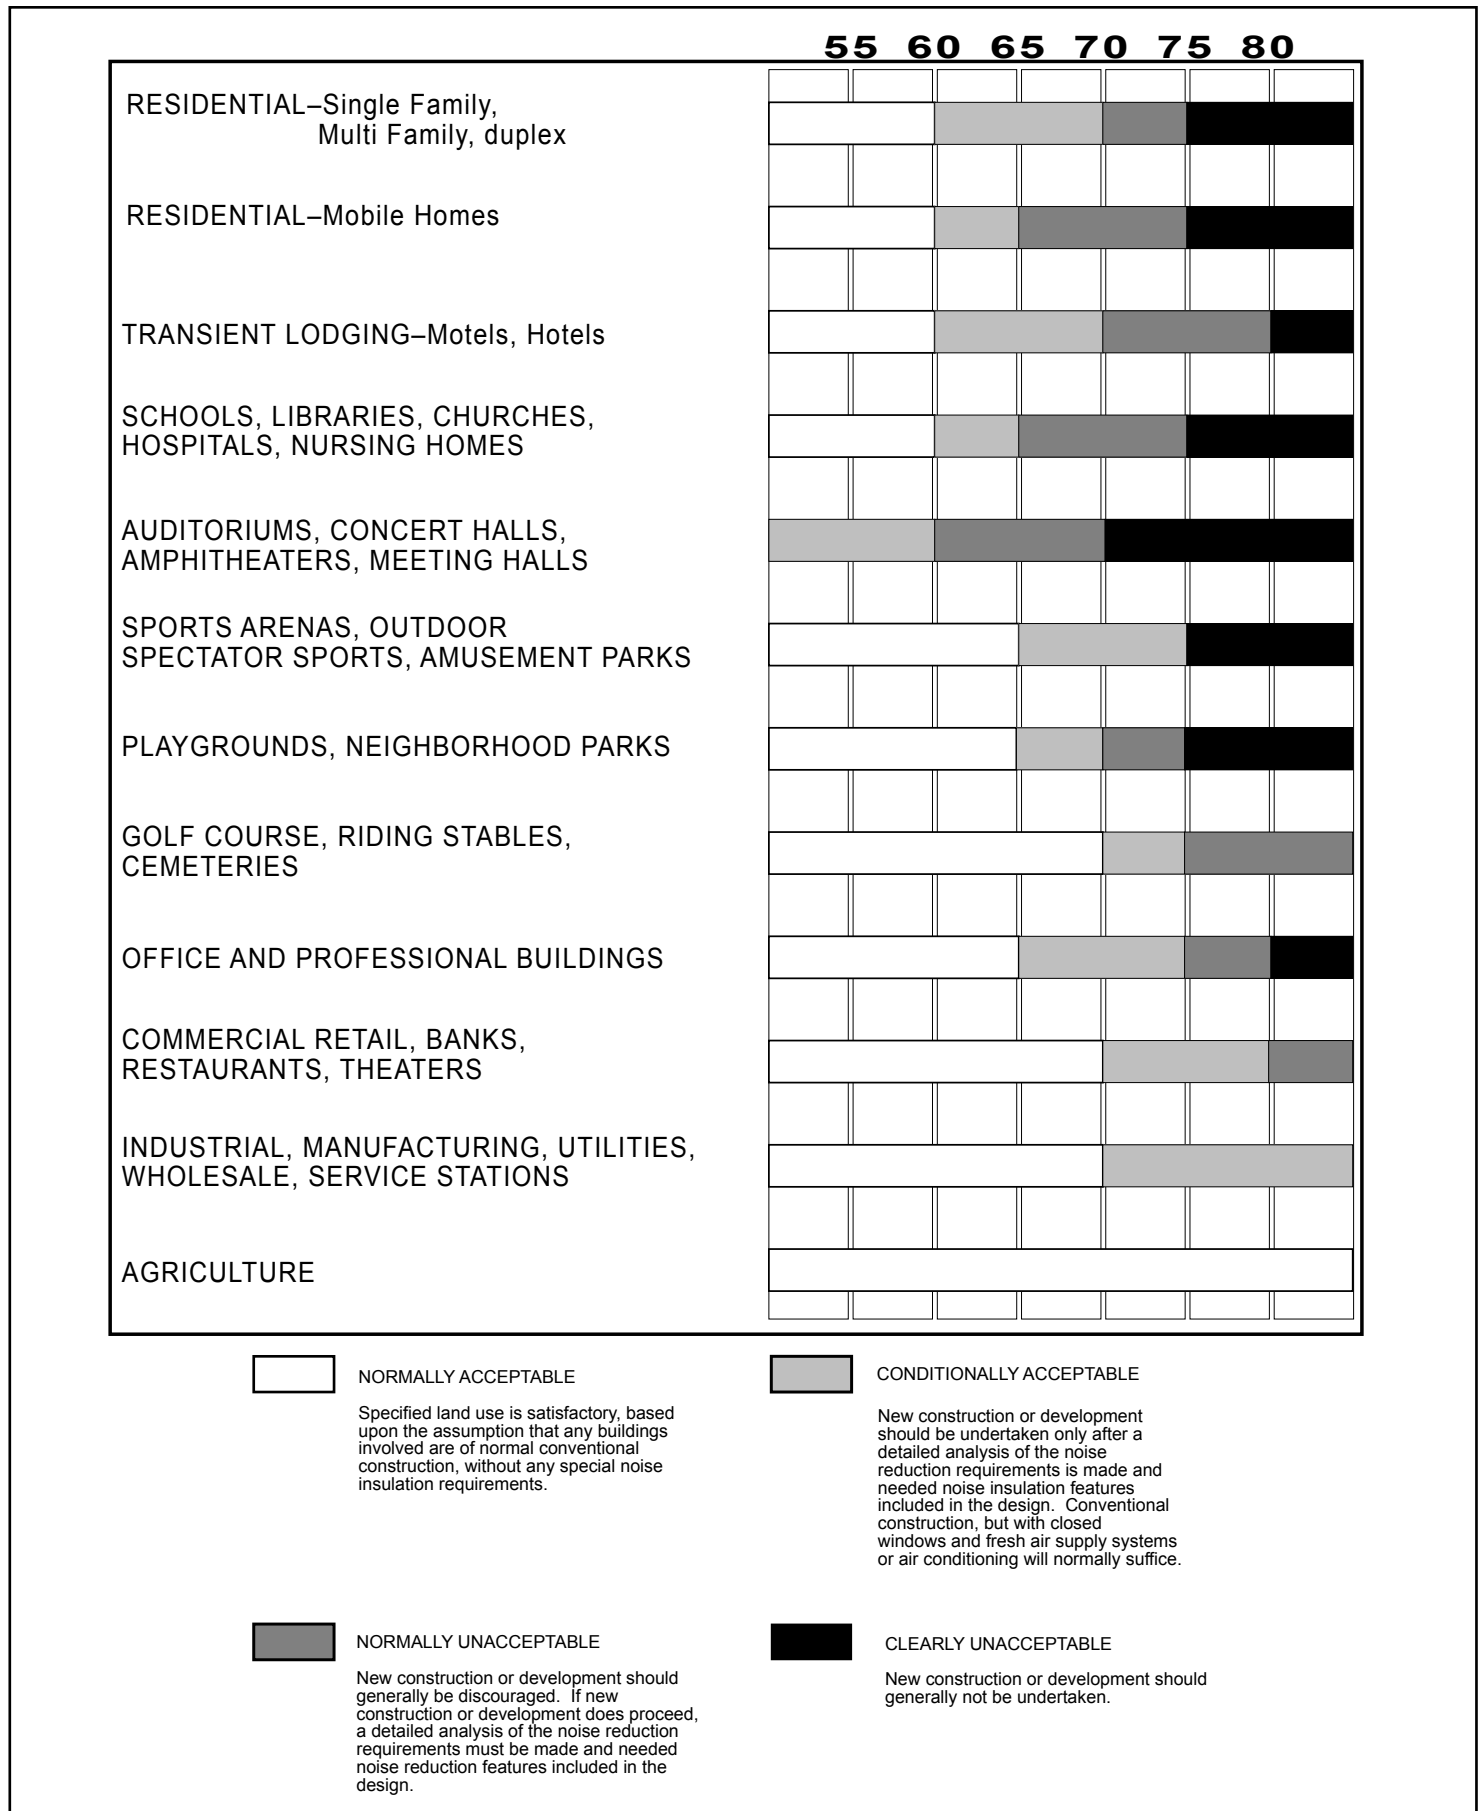 55 60 65 70 75 80
RESIDENTIAL–Single Family,
Multi Family, duplex
RESIDENTIAL–Mobile Homes
TRANSIENT LODGING–Motels, Hotels
SCHOOLS, LIBRARIES, CHURCHES,
HOSPITALS, NURSING HOMES
AUDITORIUMS, CONCERT HALLS,
AMPHITHEATERS, MEETING HALLS
SPORTS ARENAS, OUTDOOR
SPECTATOR SPORTS, AMUSEMENT PARKS
PLAYGROUNDS, NEIGHBORHOOD PARKS
GOLF COURSE, RIDING STABLES,
CEMETERIES
OFFICE AND PROFESSIONAL BUILDINGS
COMMERCIAL RETAIL, BANKS,
RESTAURANTS, THEATERS
INDUSTRIAL, MANUFACTURING, UTILITIES,
WHOLESALE, SERVICE STATIONS
AGRICULTURE
NORMALLY ACCEPTABLE
Specified land use is satisfactory, based
upon the assumption that any buildings
involved are of normal conventional
construction, without any special noise
insulation requirements.
CONDITIONALLY ACCEPTABLE
New construction or development
should be undertaken only after a
detailed analysis of the noise
reduction requirements is made and
needed noise insulation features
included in the design. Conventional
construction, but with closed
windows and fresh air supply systems
or air conditioning will normally suffice.
NORMALLY UNACCEPTABLE
New construction or development should
generally be discouraged. If new
construction or development does proceed,
a detailed analysis of the noise reduction
requirements must be made and needed
noise reduction features included in the
design.
CLEARLY UNACCEPTABLE
New construction or development should
generally not be undertaken.